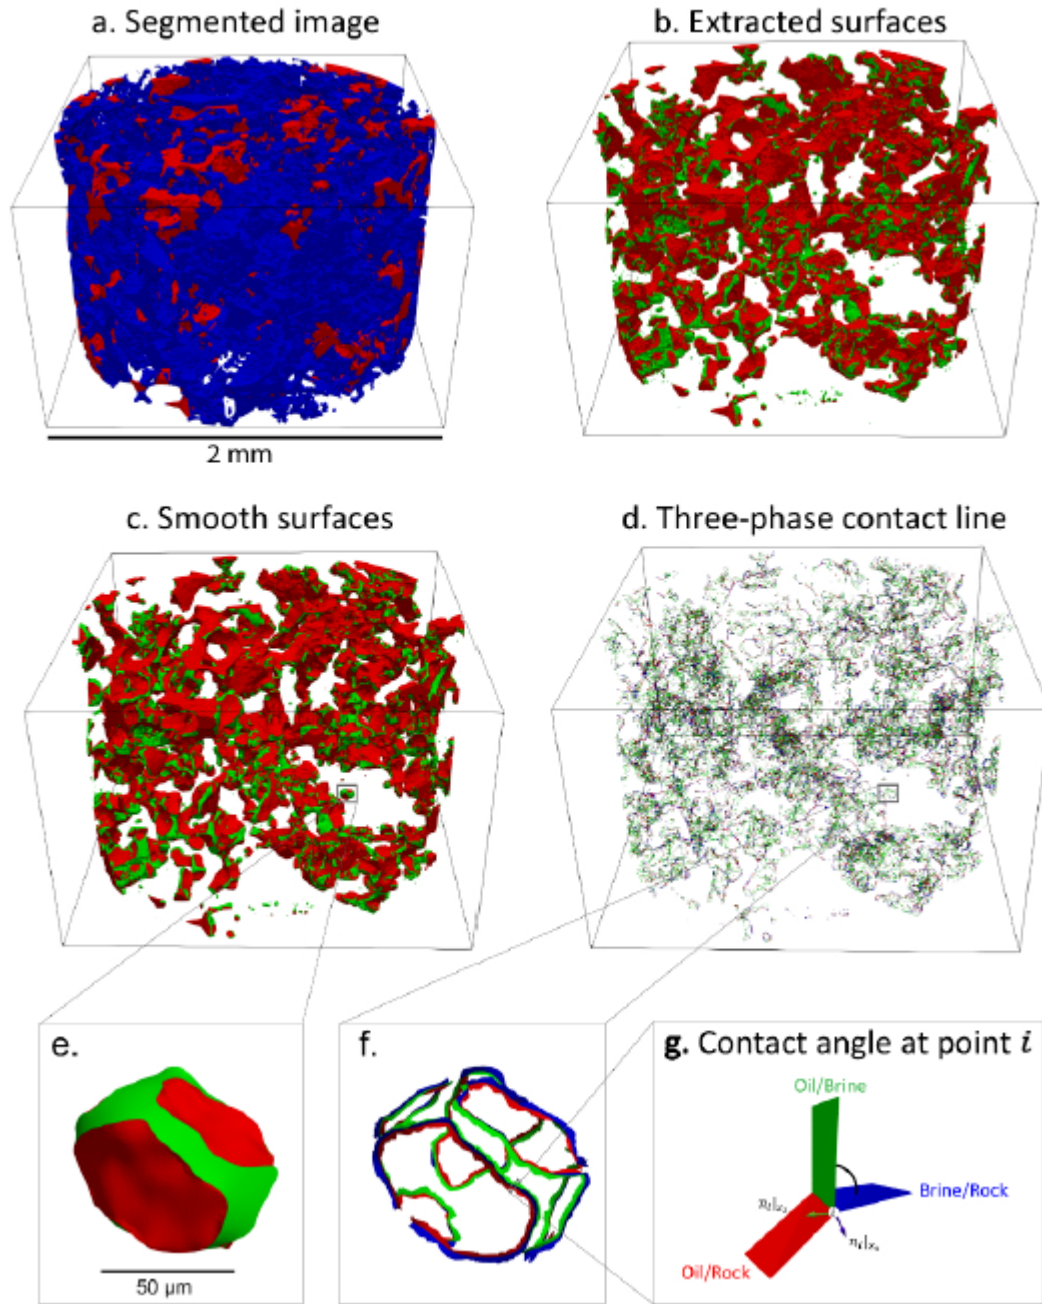 a. Segmented image
b. Extracted surfaces
2 mm
c. Smooth surfaces
d. Three-phase contact line
e.
50 µm
f.
g. Contact angle at point i
Oil/Brine
Brine/Rock
Oil/Rock